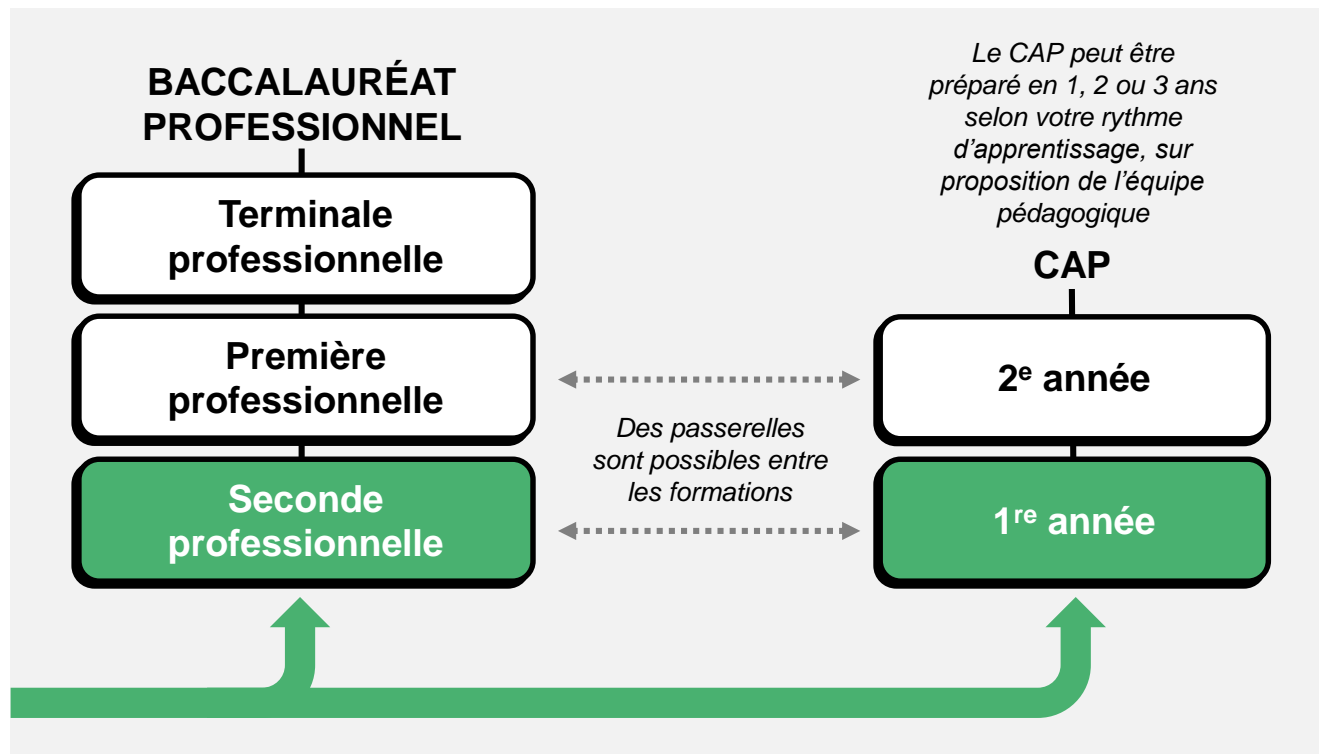 BACCALAURÉAT
PROFESSIONNEL
Terminale
professionnelle
Première
professionnelle
Seconde
professionnelle
Des passerelles
sont possibles entre
les formations
Le CAP peut être
préparé en 1, 2 ou 3 ans
selon votre rythme
d’apprentissage, sur
proposition de l’équipe
pédagogique
CAP
2e année
1re année